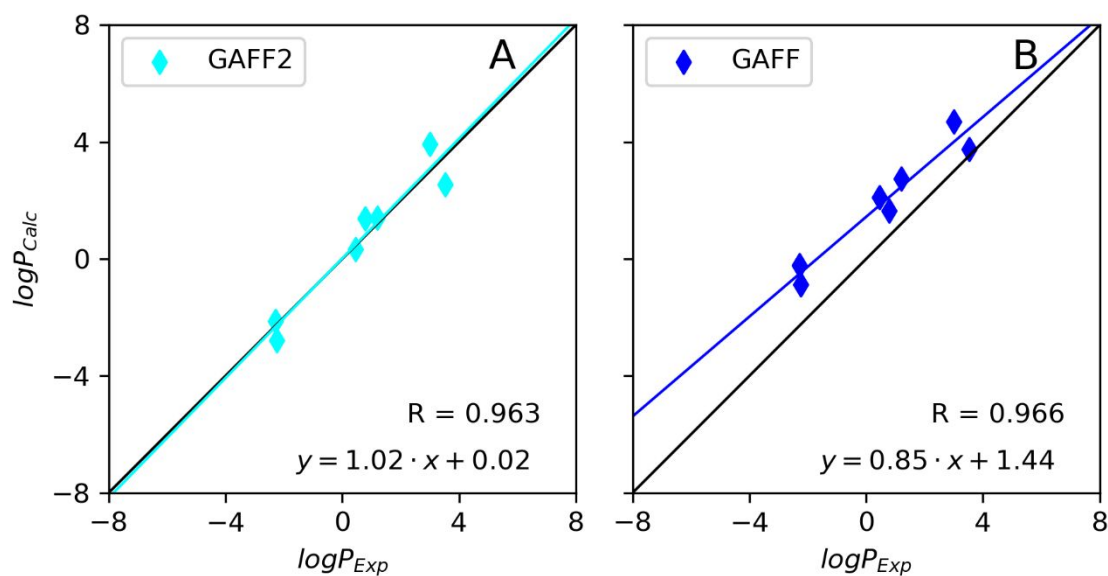 GAFF2
A
8
4
0
−4
−8
logP_Calc
R = 0.963
y = 1.02 · x + 0.02
−8 −4 0 4 8
logP_Exp
GAFF
B
R = 0.966
y = 0.85 · x + 1.44
−8 −4 0 4 8
logP_Exp